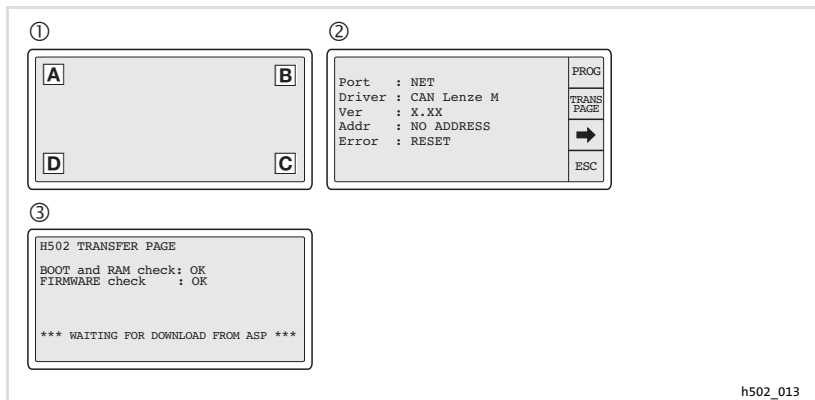 ① ②
A B
D C
Port : NET
Driver : CAN Lenze M
Ver : X.XX
Addr : NO ADDRESS
Error : RESET
PROG
TRANS
PAGE
➡
ESC
③
H502 TRANSFER PAGE
BOOT and RAM check: OK
FIRMWARE check : OK
*** WAITING FOR DOWNLOAD FROM ASP ***
h502_013